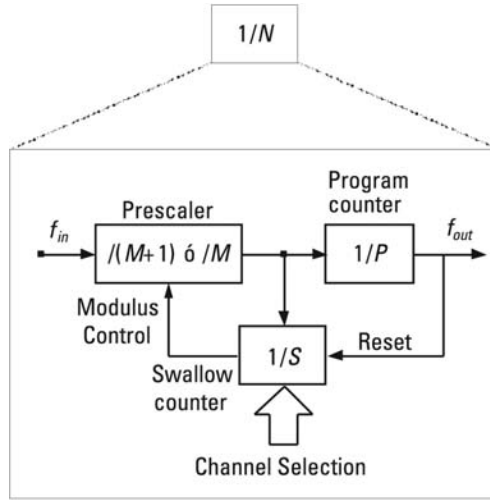 1/N
Program
counter
Prescaler
f_in
/(M+1) ó /M
1/P
f_out
Modulus
Control
1/S
Reset
Swallow
counter
Channel Selection